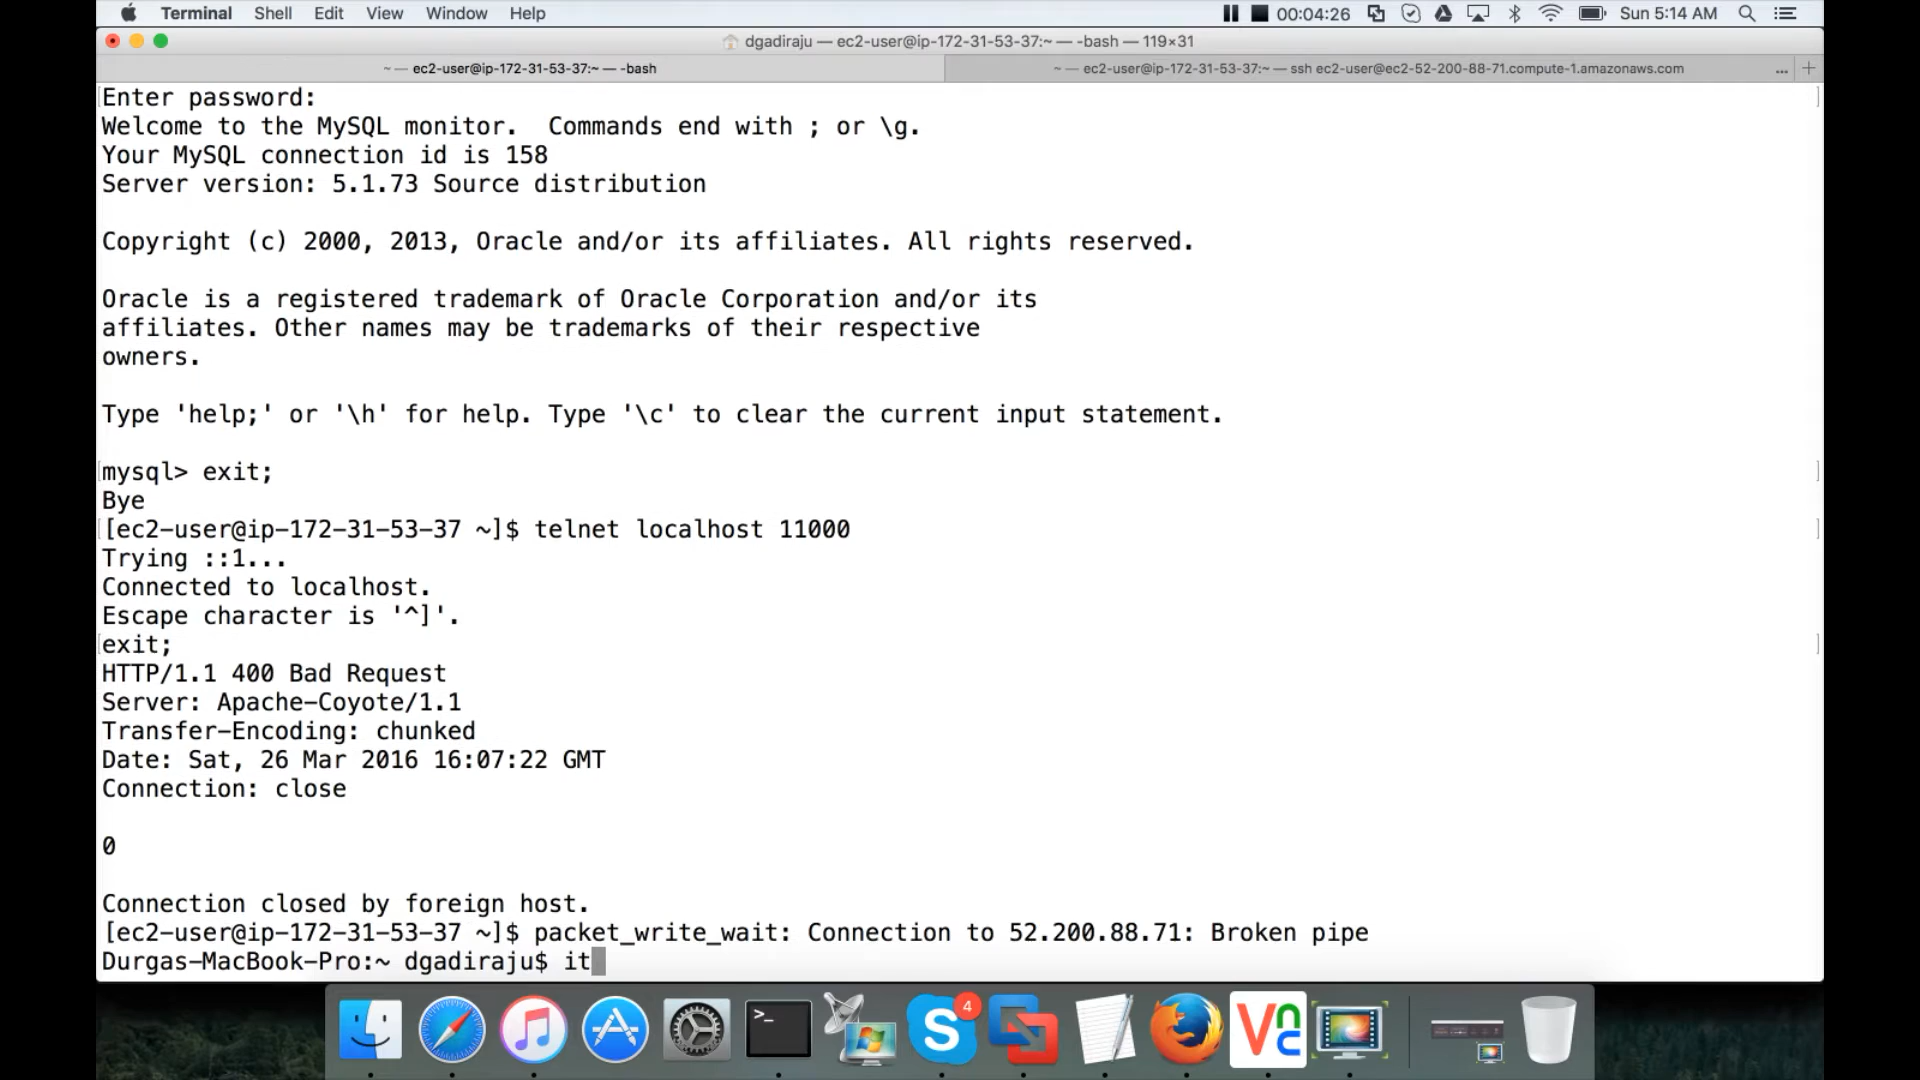 Terminal Shell Edit View Window Help 00:04:26 Sun 5:14 AM
dgadiraju — ec2-user@ip-172-31-53-37:~ — -bash — 119×31
~ — ec2-user@ip-172-31-53-37:~ — -bash ~ — ec2-user@ip-172-31-53-37:~ — ssh ec2-user@ec2-52-200-88-71.compute-1.amazonaws.com ... +
Enter password:
Welcome to the MySQL monitor.  Commands end with ; or \g.
Your MySQL connection id is 158
Server version: 5.1.73 Source distribution
Copyright (c) 2000, 2013, Oracle and/or its affiliates. All rights reserved.
Oracle is a registered trademark of Oracle Corporation and/or its
affiliates. Other names may be trademarks of their respective
owners.
Type 'help;' or '\h' for help. Type '\c' to clear the current input statement.
mysql> exit;
Bye
[ec2-user@ip-172-31-53-37 ~]$ telnet localhost 11000
Trying ::1...
Connected to localhost.
Escape character is '^]'.
exit;
HTTP/1.1 400 Bad Request
Server: Apache-Coyote/1.1
Transfer-Encoding: chunked
Date: Sat, 26 Mar 2016 16:07:22 GMT
Connection: close
0
Connection closed by foreign host.
[ec2-user@ip-172-31-53-37 ~]$ packet_write_wait: Connection to 52.200.88.71: Broken pipe
Durgas-MacBook-Pro:~ dgadiraju$ it
>_ S 4 Vnc